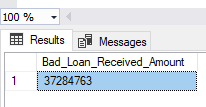 100 %
Results Messages
Bad_Loan_Received_Amount
1 37284763